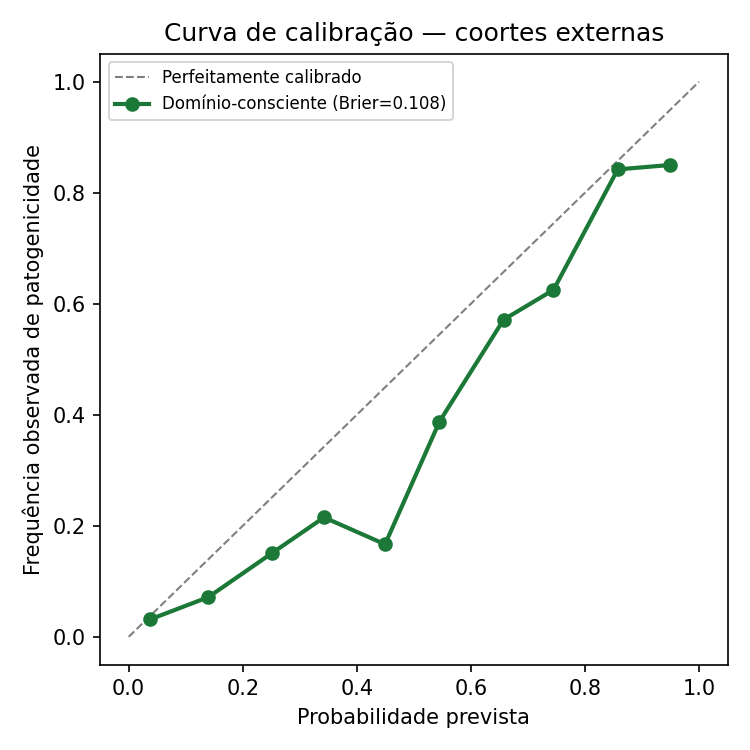 Curva de calibração — coortes externas
Perfeitamente calibrado
Domínio-consciente (Brier=0.108)
Frequência observada de patogenicidade
1.0
0.8
0.6
0.4
0.2
0.0
0.0 0.2 0.4 0.6 0.8 1.0
Probabilidade prevista